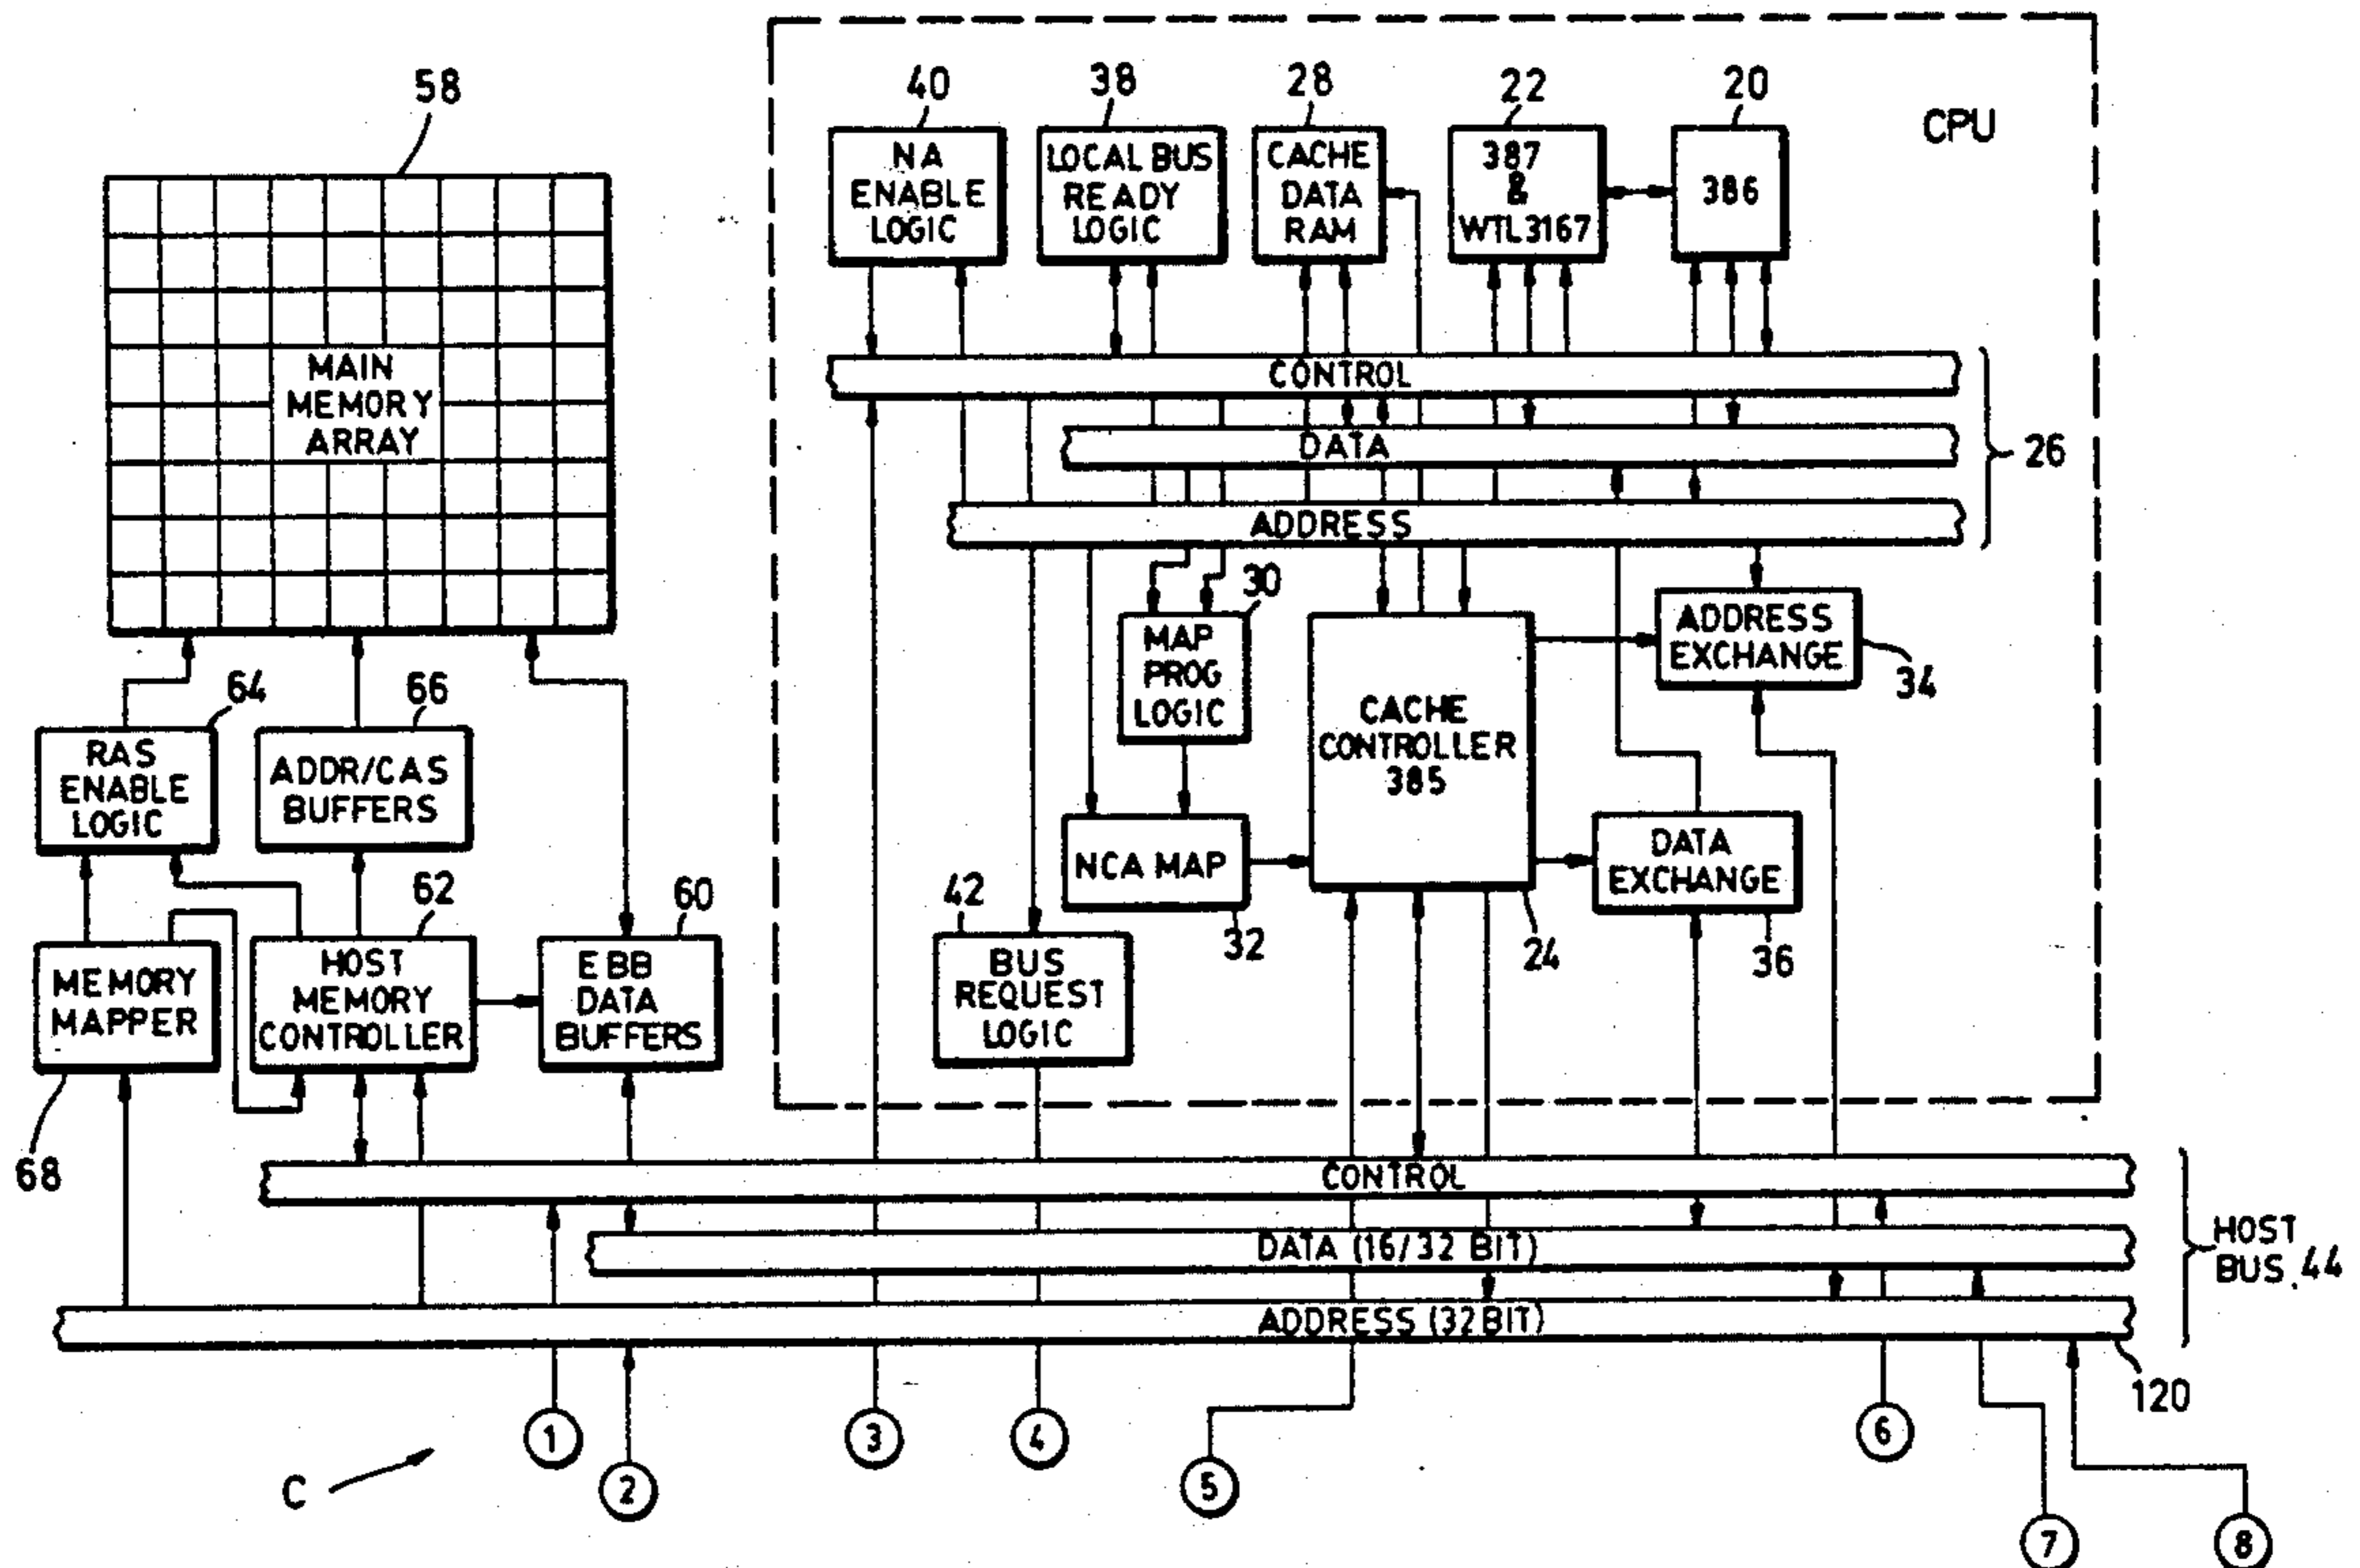 58
40
38
28
22
20
CPU
NA
ENABLE
LOGIC
LOCAL BUS
READY
LOGIC
CACHE
DATA
RAM
387
&
WTL3167
386
MAIN
MEMORY
ARRAY
CONTROL
DATA
ADDRESS
26
30
MAP
PROG
LOGIC
CACHE
CONTROLLER
385
ADDRESS
EXCHANGE
34
64
66
RAS
ENABLE
LOGIC
ADDR/CAS
BUFFERS
NCA MAP
32
DATA
EXCHANGE
36
24
42
BUS
REQUEST
LOGIC
62
60
MEMORY
MAPPER
68
HOST
MEMORY
CONTROLLER
EBB
DATA
BUFFERS
CONTROL
DATA (16/32 BIT)
ADDRESS (32BIT)
HOST
BUS.44
120
1
2
3
4
5
6
7
8
C